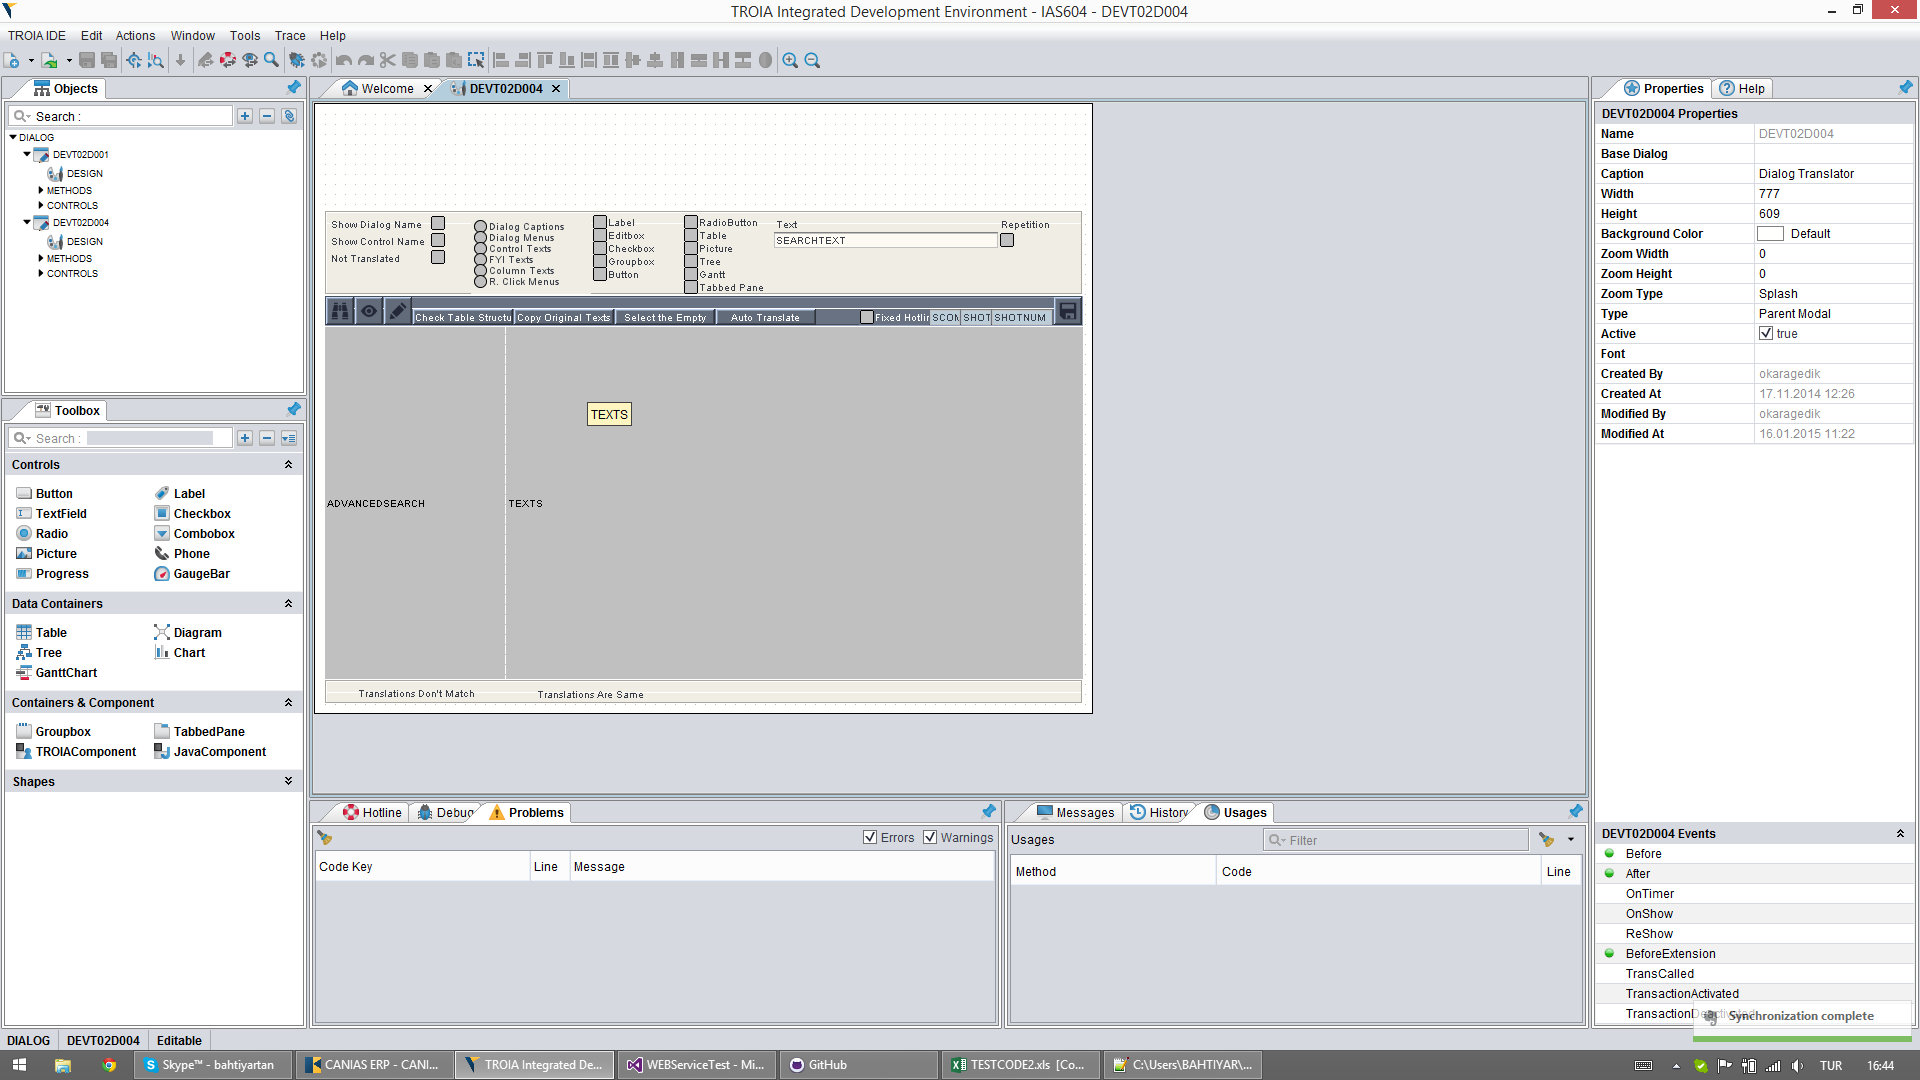 TROIA Integrated Development Environment - IAS604 - DEVT02D004
TROIA IDE Edit Actions Window Tools Trace Help
Objects
Search :
DIALOG
DEVT02D001
DESIGN
METHODS
CONTROLS
DEVT02D004
DESIGN
METHODS
CONTROLS
Toolbox
Search :
Controls
Button Label
TextField Checkbox
Radio Combobox
Picture Phone
Progress GaugeBar
Data Containers
Table Diagram
Tree Chart
GanttChart
Containers & Component
Groupbox TabbedPane
TROIAComponent JavaComponent
Shapes
Welcome DEVT02D004
Show Dialog Name
Show Control Name
Not Translated
Dialog Captions
Dialog Menus
Control Texts
FYI Texts
Column Texts
R. Click Menus
Label
Editbox
Checkbox
Groupbox
Button
RadioButton
Table
Picture
Tree
Gantt
Tabbed Pane
Text Repetition
SEARCHTEXT
Check Table Structu Copy Original Texts Select the Empty Auto Translate Fixed Hotlin SCOM SHOT SHOTNUM
TEXTS
ADVANCEDSEARCH TEXTS
Translations Don't Match Translations Are Same
Hotline Debug Problems
Errors Warnings
Code Key Line Message
Messages History Usages
Usages Filter
Method Code Line
Properties Help
DEVT02D004 Properties
Name DEVT02D004
Base Dialog
Caption Dialog Translator
Width 777
Height 609
Background Color Default
Zoom Width 0
Zoom Height 0
Zoom Type Splash
Type Parent Modal
Active true
Font
Created By okaragedik
Created At 17.11.2014 12:26
Modified By okaragedik
Modified At 16.01.2015 11:22
DEVT02D004 Events
Before
After
OnTimer
OnShow
ReShow
BeforeExtension
TransCalled
TransactionActivated
Synchronization complete
DIALOG DEVT02D004 Editable
Skype™ - bahtiyartan CANIAS ERP - CANI... TROIA Integrated De... WEBServiceTest - Mi... GitHub TESTCODE2.xls [Co... C:\Users\BAHTIYAR\... TUR 16:44